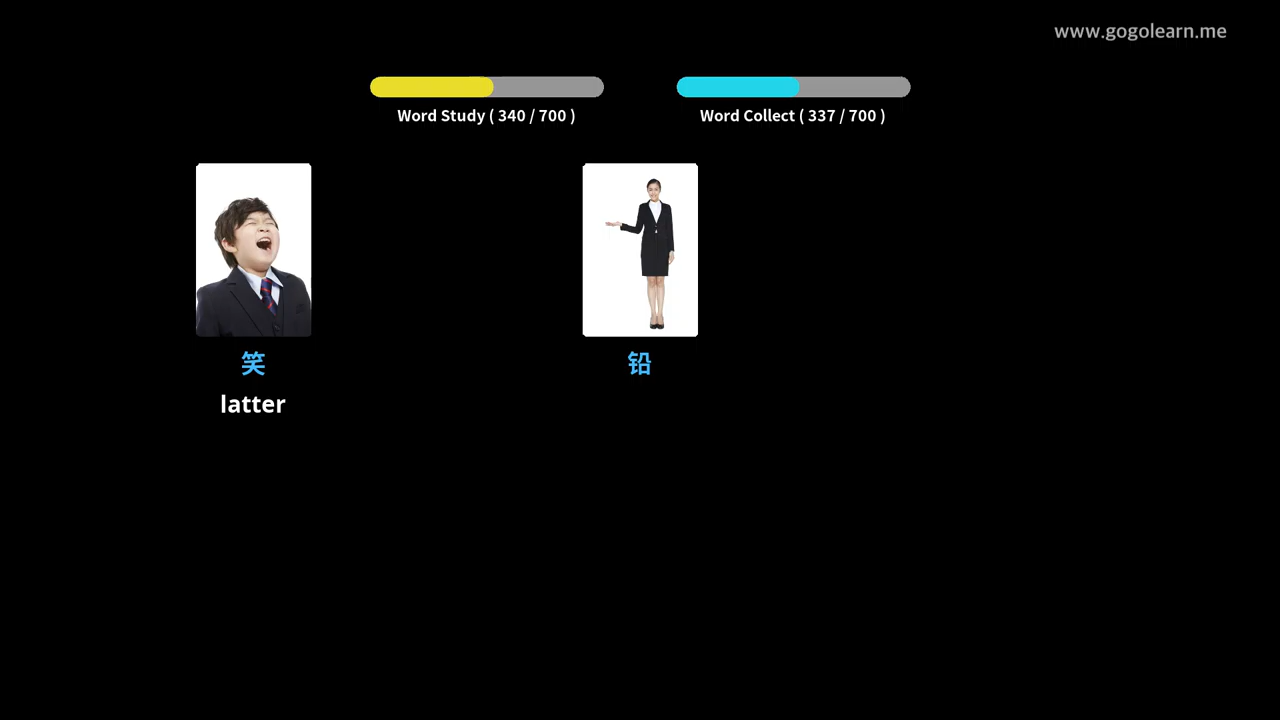 www.gogolearn.me
Word Study ( 340 / 700 )
Word Collect ( 337 / 700 )
笑
铅
latter